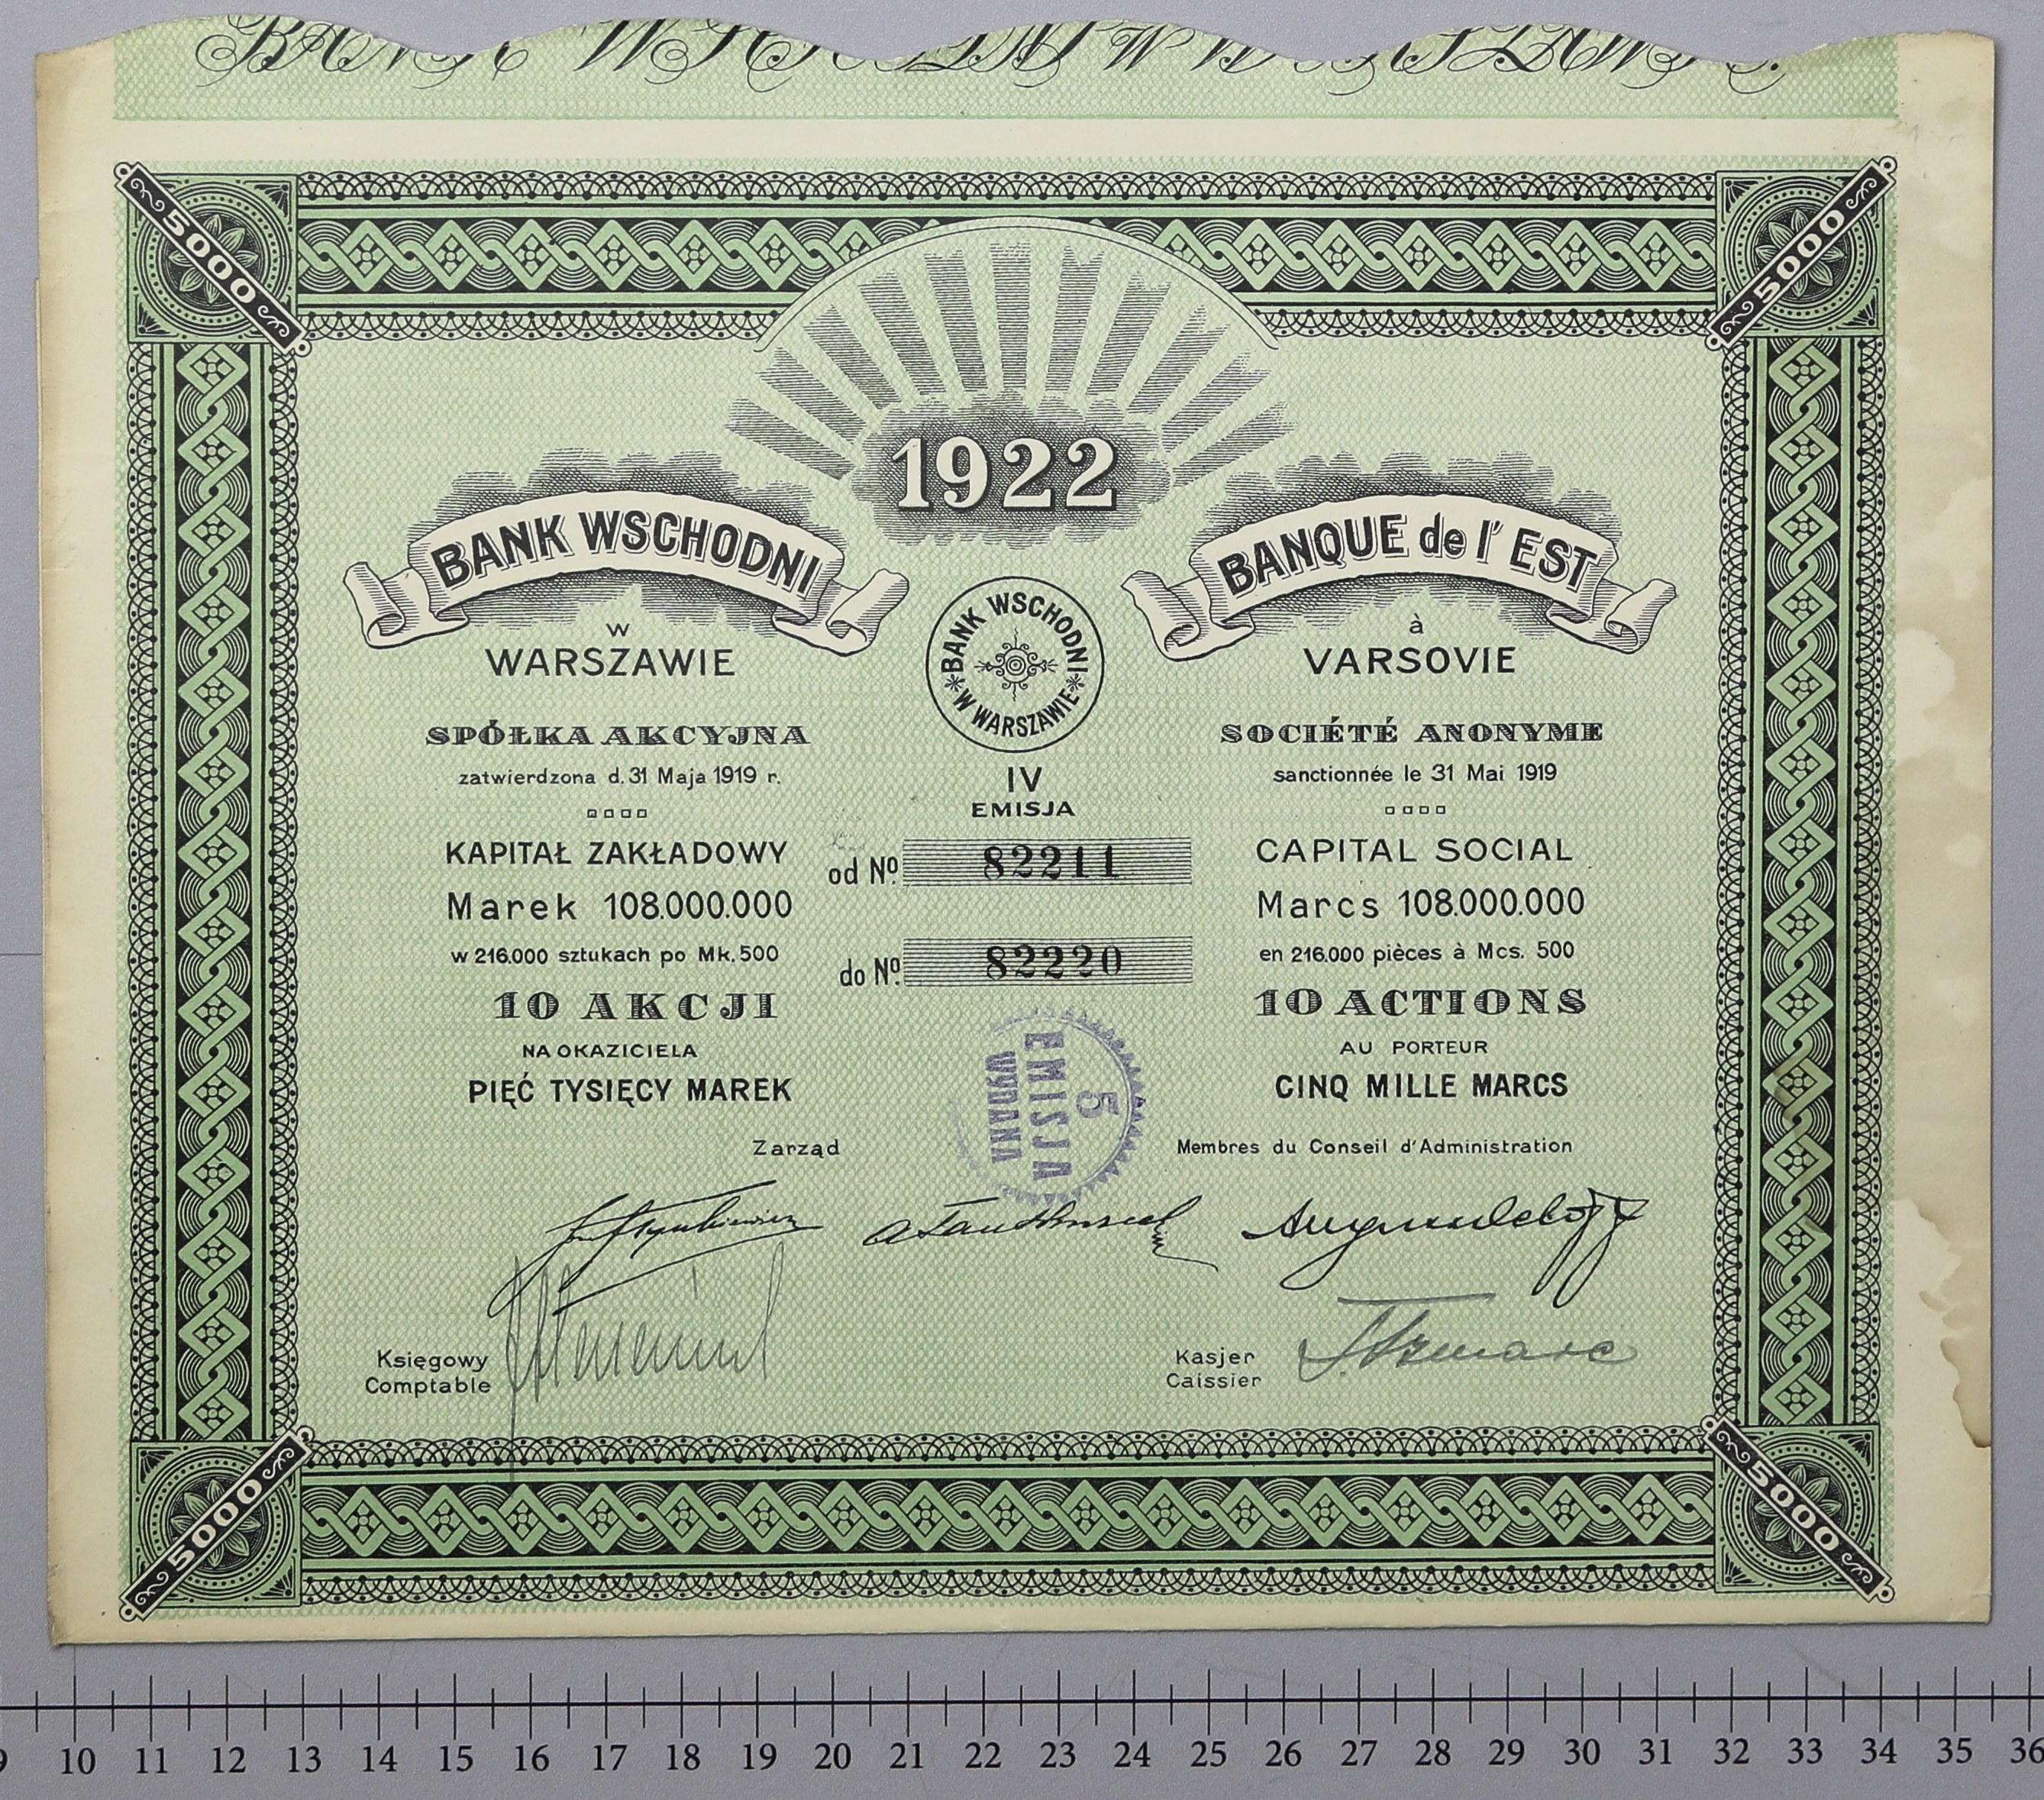 BANK WSCHODNI W WARSZAWIE.
5000
5000
1922
BANK WSCHODNI
w
WARSZAWIE
SPÓŁKA AKCYJNA
zatwierdzona d. 31 Maja 1919 r.
KAPITAŁ ZAKŁADOWY
Marek 108.000.000
w 216.000 sztukach po Mk. 500
10 AKCJI
NA OKAZICIELA
PIĘĆ TYSIĘCY MAREK
Zarząd
BANK WSCHODNI
W WARSZAWIE
IV
EMISJA
od № 82211
do № 82220
5
EMISJA
WYDANA
BANQUE de l' EST
à
VARSOVIE
SOCIÉTÉ ANONYME
sanctionnée le 31 Mai 1919
CAPITAL SOCIAL
Marcs 108.000.000
en 216.000 pièces à Mcs. 500
10 ACTIONS
AU PORTEUR
CINQ MILLE MARCS
Membres du Conseil d'Administration
Księgowy
Comptable
Kasjer
Caissier
5000
5000
9 10 11 12 13 14 15 16 17 18 19 20 21 22 23 24 25 26 27 28 29 30 31 32 33 34 35 36